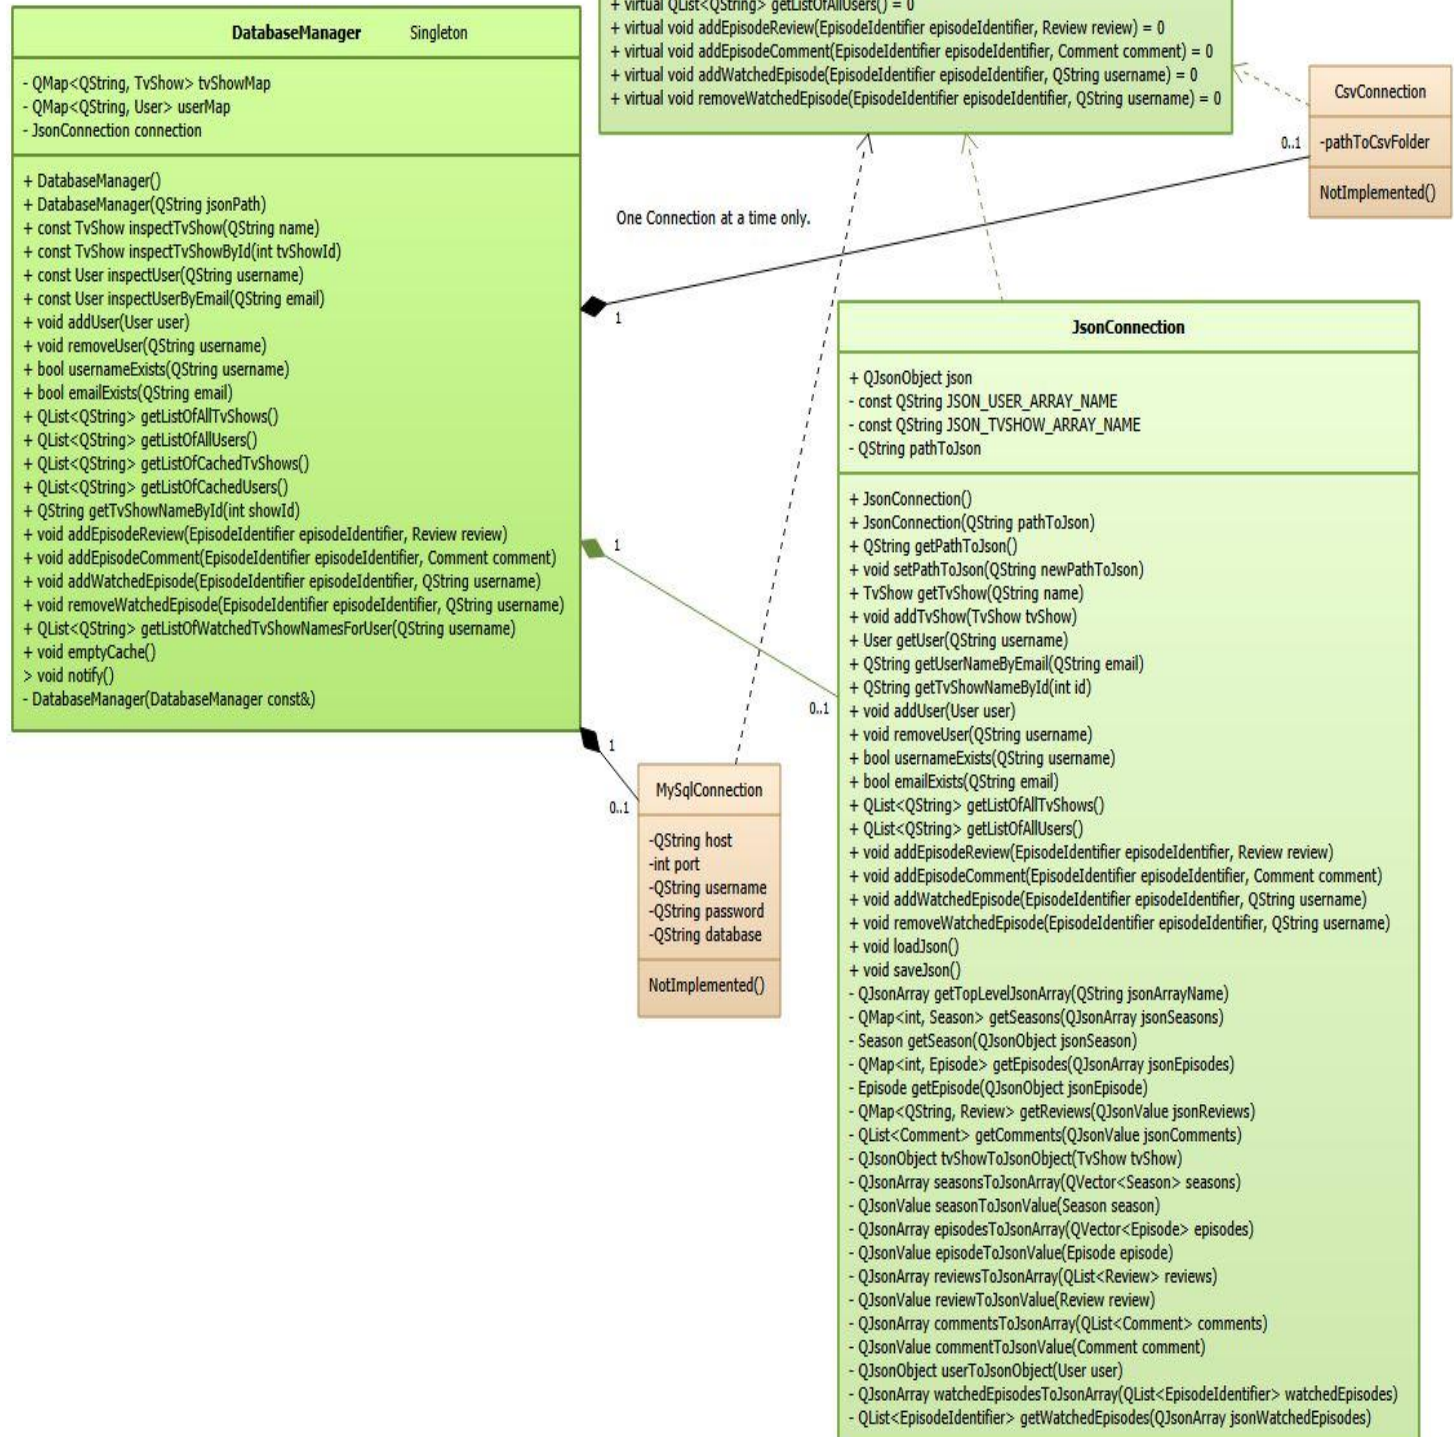 DatabaseManager Singleton
- QMap<QString, TvShow> tvShowMap
- QMap<QString, User> userMap
- JsonConnection connection
+ DatabaseManager()
+ DatabaseManager(QString jsonPath)
+ const TvShow inspectTvShow(QString name)
+ const TvShow inspectTvShowById(int tvShowId)
+ const User inspectUser(QString username)
+ const User inspectUserByEmail(QString email)
+ void addUser(User user)
+ void removeUser(QString username)
+ bool usernameExists(QString username)
+ bool emailExists(QString email)
+ QList<QString> getListOfAllTvShows()
+ QList<QString> getListOfAllUsers()
+ QList<QString> getListOfCachedTvShows()
+ QList<QString> getListOfCachedUsers()
+ QString getTvShowNameById(int showId)
+ void addEpisodeReview(EpisodeIdentifier episodeIdentifier, Review review)
+ void addEpisodeComment(EpisodeIdentifier episodeIdentifier, Comment comment)
+ void addWatchedEpisode(EpisodeIdentifier episodeIdentifier, QString username)
+ void removeWatchedEpisode(EpisodeIdentifier episodeIdentifier, QString username)
+ QList<QString> getListOfWatchedTvShowNamesForUser(QString username)
+ void emptyCache()
> void notify()
- DatabaseManager(DatabaseManager const&)
+ virtual QList<QString> getListOfAllUsers() = 0
+ virtual void addEpisodeReview(EpisodeIdentifier episodeIdentifier, Review review) = 0
+ virtual void addEpisodeComment(EpisodeIdentifier episodeIdentifier, Comment comment) = 0
+ virtual void addWatchedEpisode(EpisodeIdentifier episodeIdentifier, QString username) = 0
+ virtual void removeWatchedEpisode(EpisodeIdentifier episodeIdentifier, QString username) = 0
CsvConnection
-pathToCsvFolder
NotImplemented()
0..1
One Connection at a time only.
1
1
0..1
1
0..1
MySqlConnection
-QString host
-int port
-QString username
-QString password
-QString database
NotImplemented()
JsonConnection
+ QJsonObject json
- const QString JSON_USER_ARRAY_NAME
- const QString JSON_TVSHOW_ARRAY_NAME
- QString pathToJson
+ JsonConnection()
+ JsonConnection(QString pathToJson)
+ QString getPathToJson()
+ void setPathToJson(QString newPathToJson)
+ TvShow getTvShow(QString name)
+ void addTvShow(TvShow tvShow)
+ User getUser(QString username)
+ QString getUserNameByEmail(QString email)
+ QString getTvShowNameById(int id)
+ void addUser(User user)
+ void removeUser(QString username)
+ bool usernameExists(QString username)
+ bool emailExists(QString email)
+ QList<QString> getListOfAllTvShows()
+ QList<QString> getListOfAllUsers()
+ void addEpisodeReview(EpisodeIdentifier episodeIdentifier, Review review)
+ void addEpisodeComment(EpisodeIdentifier episodeIdentifier, Comment comment)
+ void addWatchedEpisode(EpisodeIdentifier episodeIdentifier, QString username)
+ void removeWatchedEpisode(EpisodeIdentifier episodeIdentifier, QString username)
+ void loadJson()
+ void saveJson()
- QJsonArray getTopLevelJsonArray(QString jsonArrayName)
- QMap<int, Season> getSeasons(QJsonArray jsonSeasons)
- Season getSeason(QJsonObject jsonSeason)
- QMap<int, Episode> getEpisodes(QJsonArray jsonEpisodes)
- Episode getEpisode(QJsonObject jsonEpisode)
- QMap<QString, Review> getReviews(QJsonValue jsonReviews)
- QList<Comment> getComments(QJsonValue jsonComments)
- QJsonObject tvShowToJsonObject(TvShow tvShow)
- QJsonArray seasonsToJsonArray(QVector<Season> seasons)
- QJsonValue seasonToJsonValue(Season season)
- QJsonArray episodesToJsonArray(QVector<Episode> episodes)
- QJsonValue episodeToJsonValue(Episode episode)
- QJsonArray reviewsToJsonArray(QList<Review> reviews)
- QJsonValue reviewToJsonValue(Review review)
- QJsonArray commentsToJsonArray(QList<Comment> comments)
- QJsonValue commentToJsonValue(Comment comment)
- QJsonObject userToJsonObject(User user)
- QJsonArray watchedEpisodesToJsonArray(QList<EpisodeIdentifier> watchedEpisodes)
- QList<EpisodeIdentifier> getWatchedEpisodes(QJsonArray jsonWatchedEpisodes)